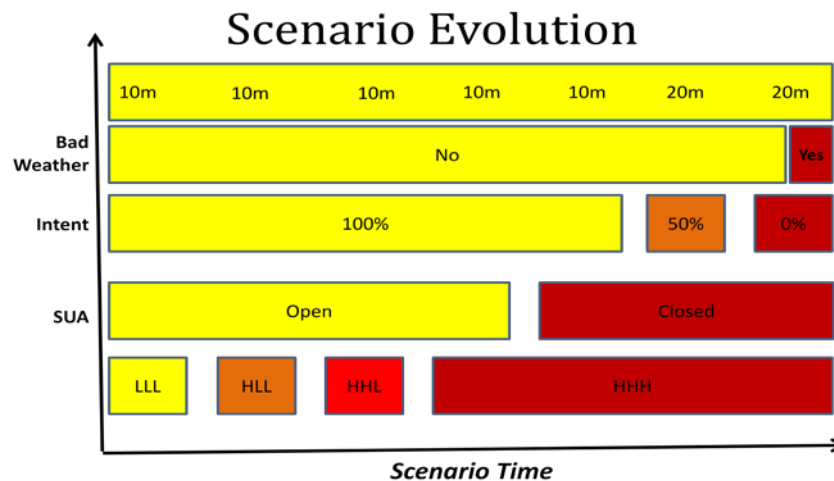 Scenario Evolution
10m 10m 10m 10m 10m 20m 20m
Bad
Weather
No Yes
Intent 100% 50% 0%
SUA Open Closed
LLL HLL HHL HHH
Scenario Time